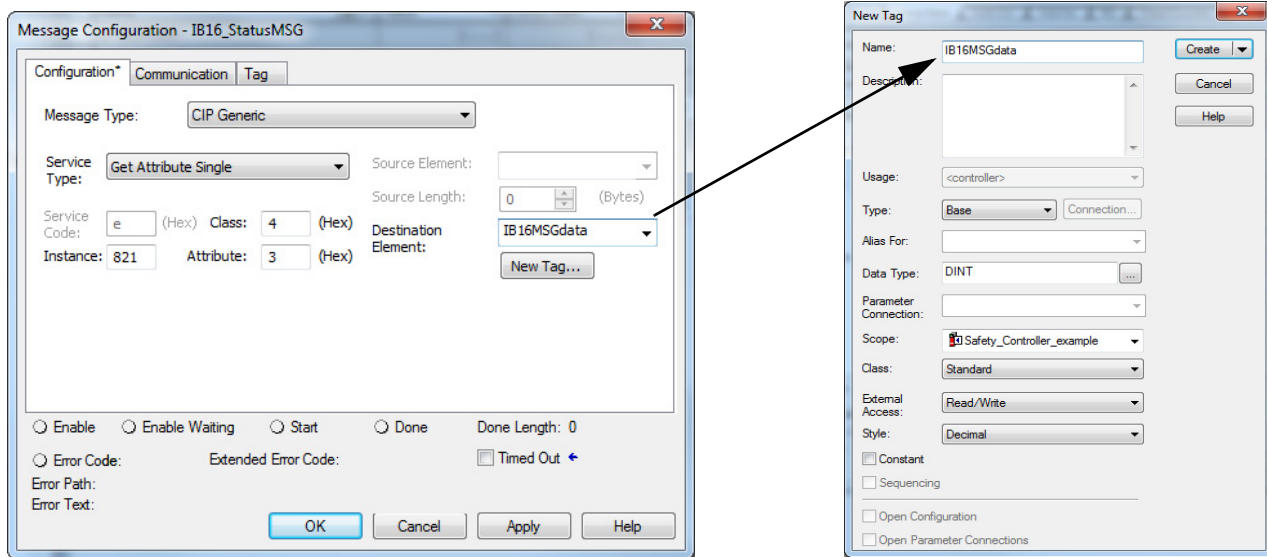 Message Configuration - IB16_StatusMSG
Configuration* Communication Tag
Message Type: CIP Generic
Service Type: Get Attribute Single
Source Element:
Source Length: 0 (Bytes)
Service Code: e (Hex) Class: 4 (Hex)
Destination Element: IB16MSGdata
Instance: 821 Attribute: 3 (Hex)
New Tag...
Enable Enable Waiting Start Done Done Length: 0
Error Code: Extended Error Code: Timed Out
Error Path:
Error Text:
OK Cancel Apply Help
New Tag
Name: IB16MSGdata Create
Description: Cancel
Help
Usage: <controller>
Type: Base Connection...
Alias For:
Data Type: DINT ...
Parameter
Connection:
Scope: Safety_Controller_example
Class: Standard
External
Access: Read/Write
Style: Decimal
Constant
Sequencing
Open Configuration
Open Parameter Connections